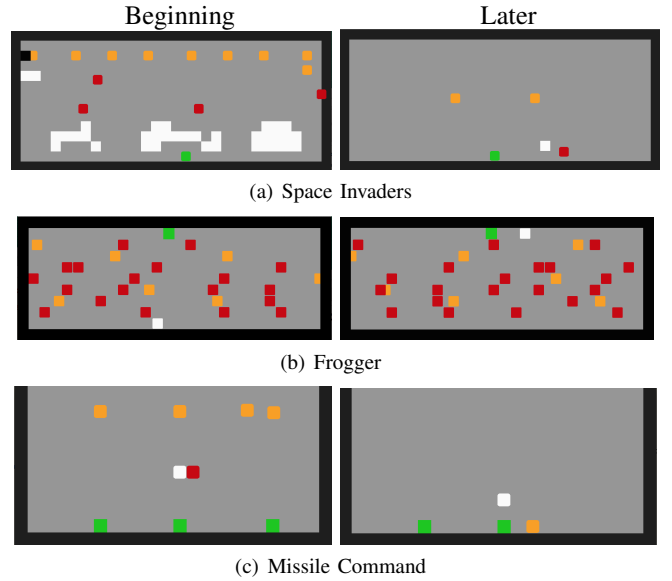 Beginning Later
(a) Space Invaders
(b) Frogger
(c) Missile Command